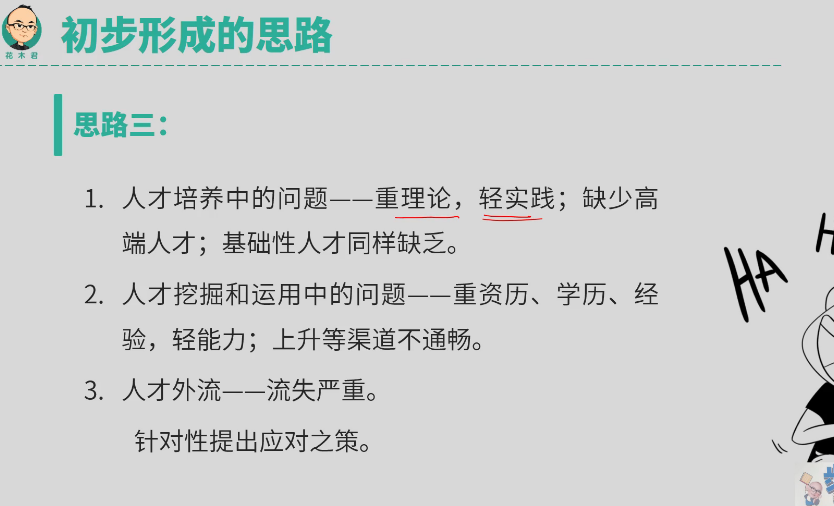 花木君
初步形成的思路
思路三：
1. 人才培养中的问题——重理论，轻实践；缺少高
端人才；基础性人才同样缺乏。
2. 人才挖掘和运用中的问题——重资历、学历、经
验，轻能力；上升等渠道不通畅。
3. 人才外流——流失严重。
针对性提出应对之策。
HA
H